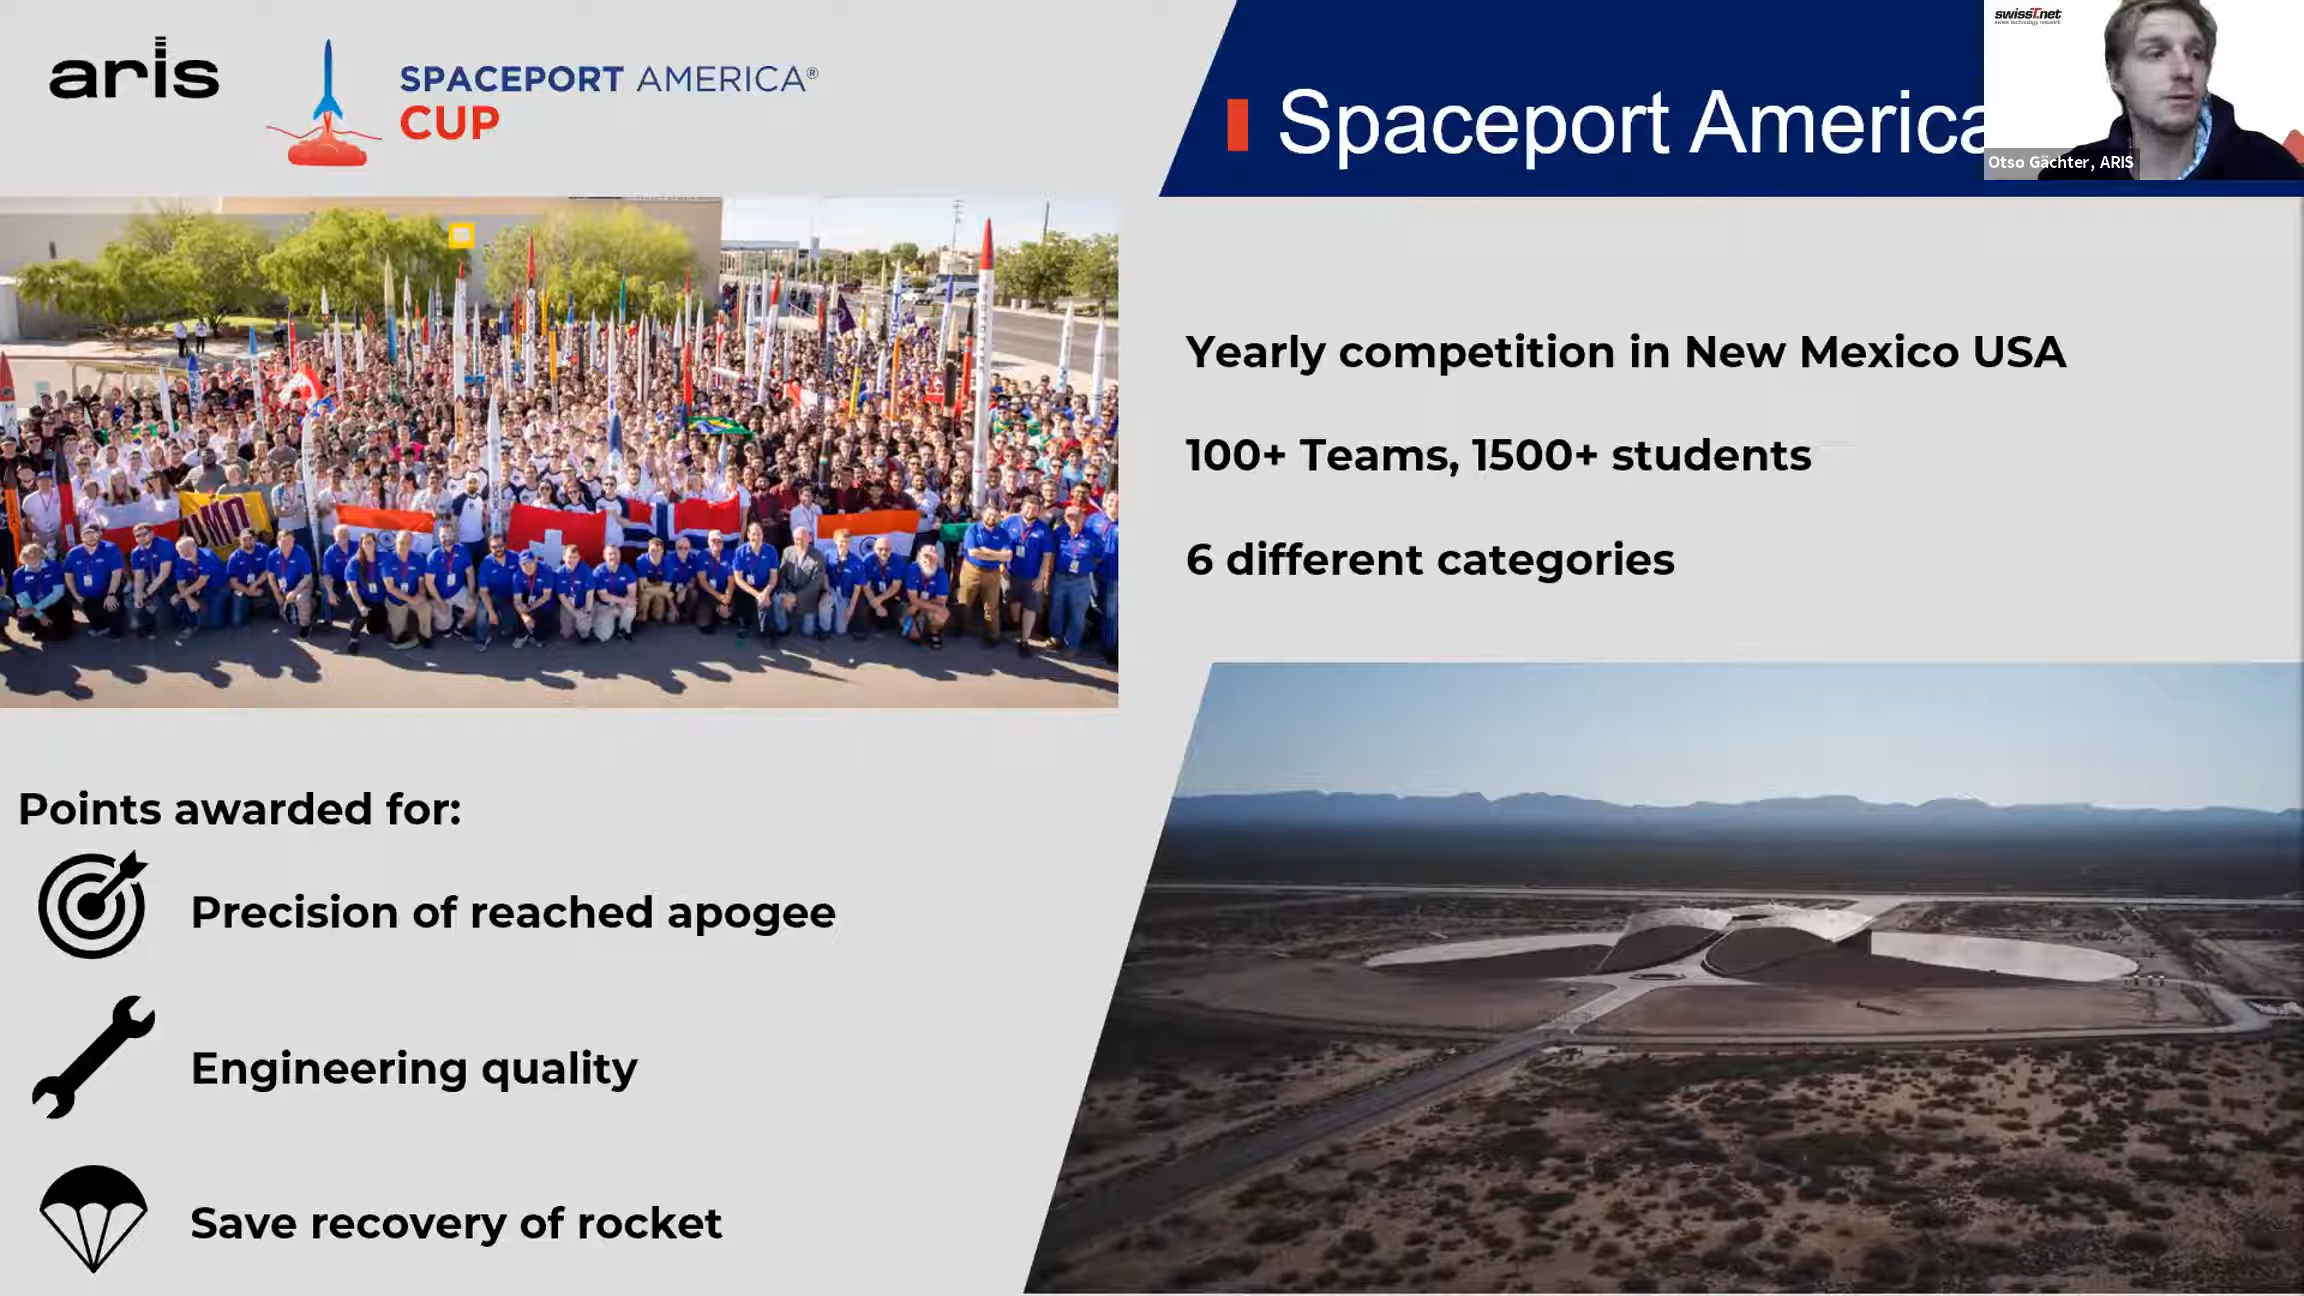 aris
SPACEPORT AMERICA®
CUP
Spaceport America
swissT.net
Otso Gächter, ARIS
Yearly competition in New Mexico USA
100+ Teams, 1500+ students
6 different categories
UMD
Points awarded for:
Precision of reached apogee
Engineering quality
Save recovery of rocket